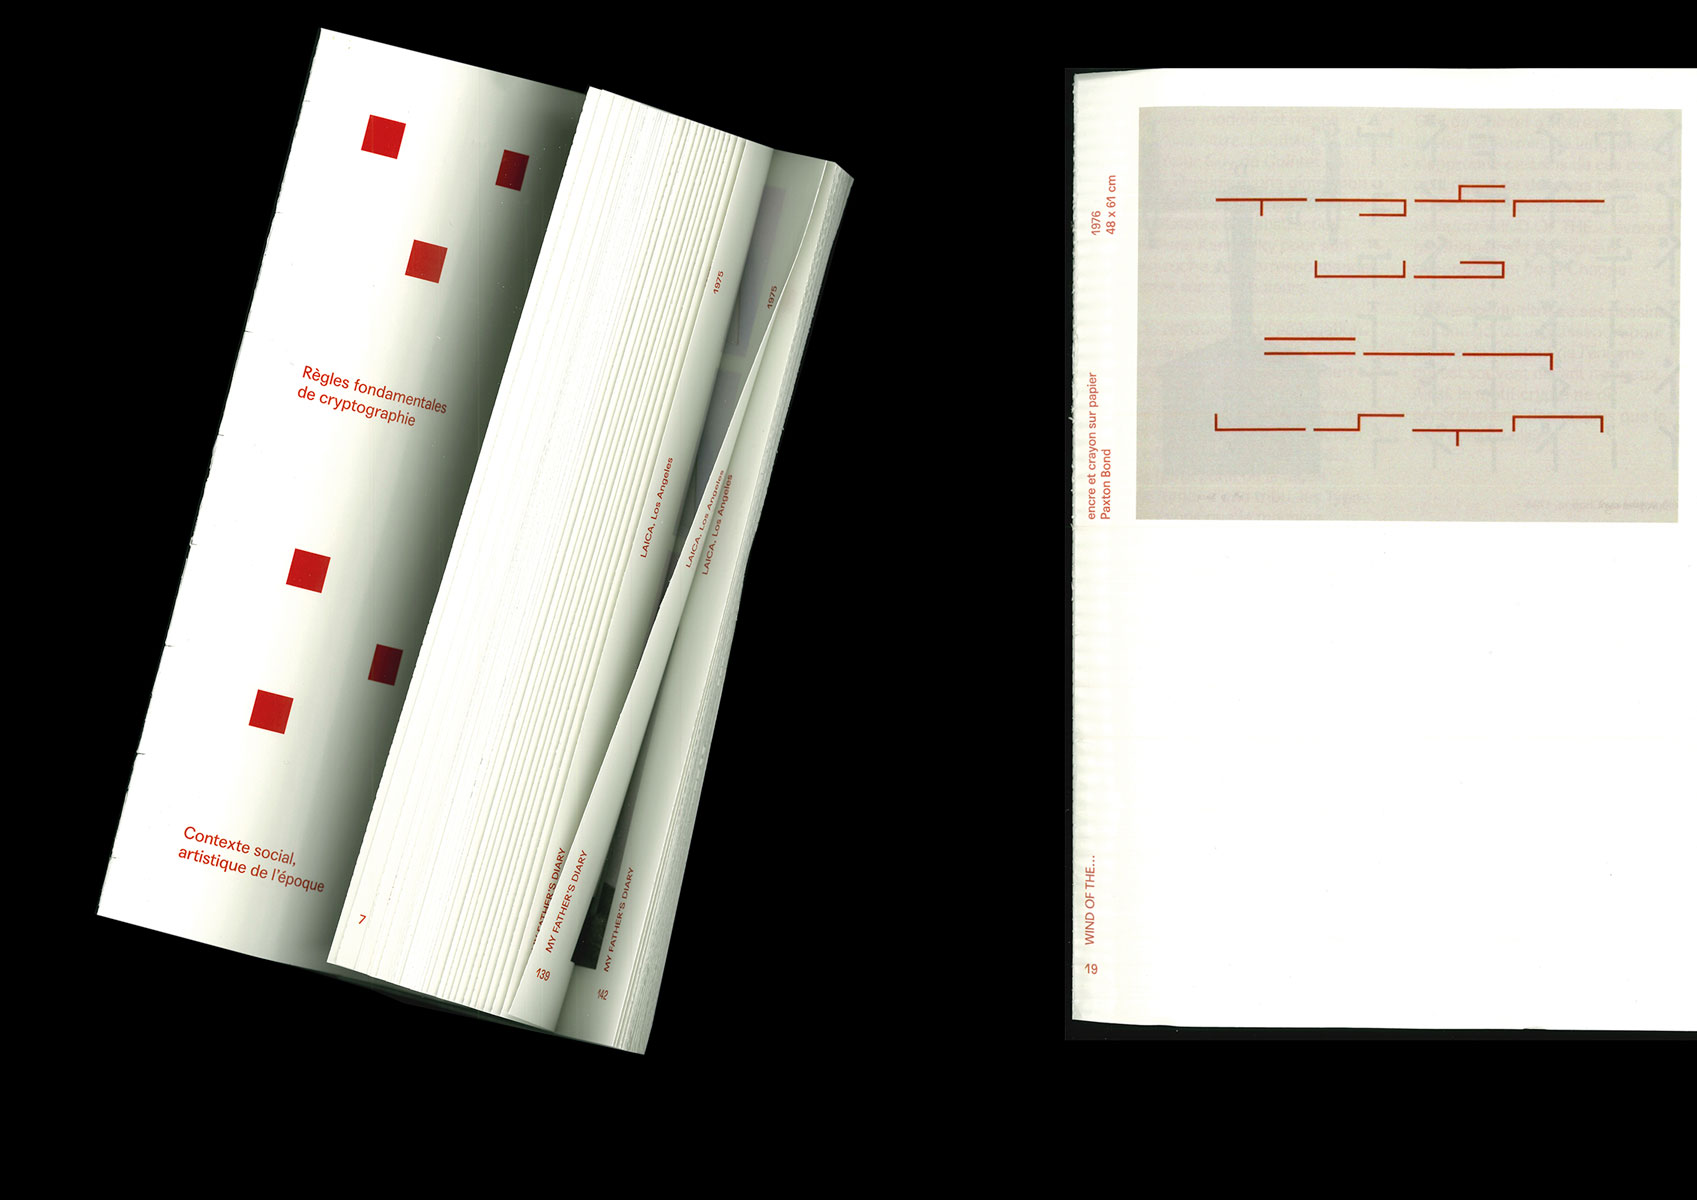 Règles fondamentales
de cryptographie
Contexte social,
artistique de l'époque
7
1975
LAICA, Los Angeles
MY FATHER'S DIARY
139
1975
LAICA, Los Angeles
LAICA, Los Angeles
MY FATHER'S DIARY
MY FATHER'S DIARY
142
1976
48 x 61 cm
encre et crayon sur papier
Paxton Bond
WIND OF THE...
19